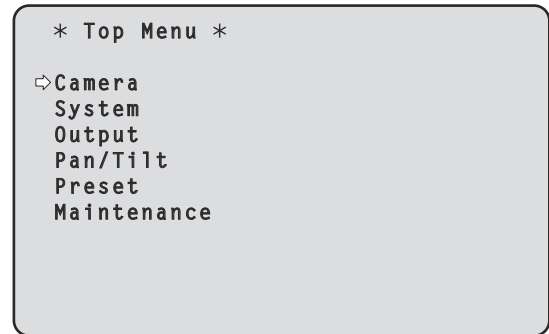 * Top Menu *
⇨Camera
System
Output
Pan/Tilt
Preset
Maintenance